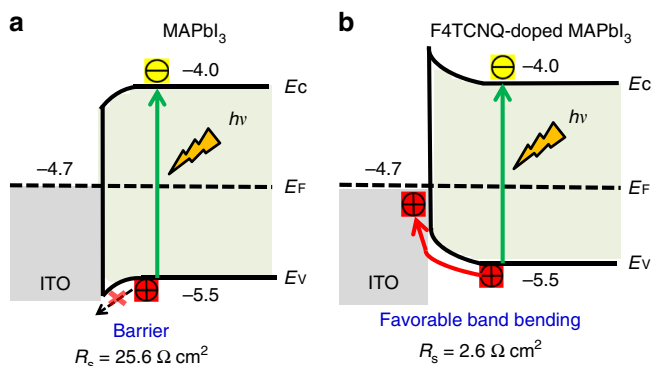 a
MAPbI₃
−4.0
EC
hν
−4.7
EF
ITO
EV
−5.5
Barrier
Rs = 25.6 Ω cm²
b
F4TCNQ-doped MAPbI₃
−4.0
EC
hν
−4.7
EF
ITO
EV
−5.5
Favorable band bending
Rs = 2.6 Ω cm²